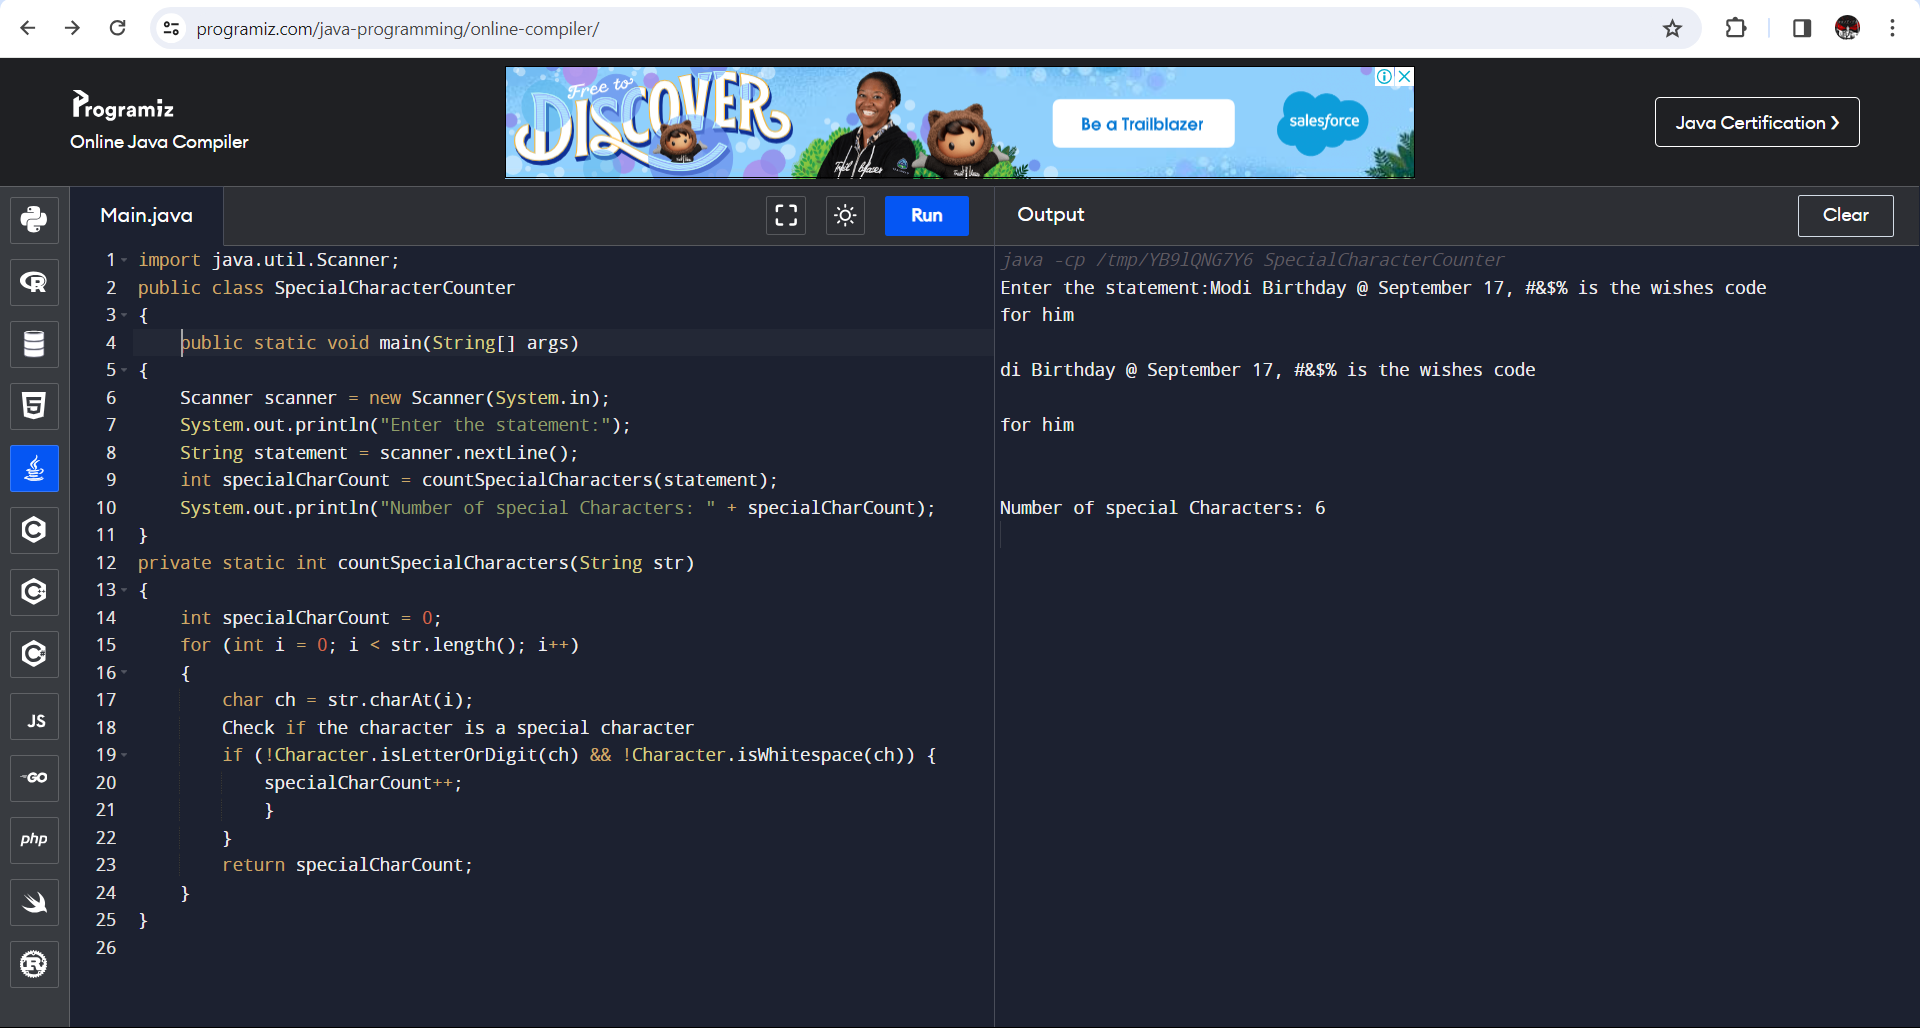 programiz.com/java-programming/online-compiler/
Programiz
Online Java Compiler
Free to
DISCOVER
Be a Trailblazer
salesforce
Java Certification ❯
Main.java
Run
Output
Clear
1 import java.util.Scanner;
2 public class SpecialCharacterCounter
3 {
4 public static void main(String[] args)
5 {
6 Scanner scanner = new Scanner(System.in);
7 System.out.println("Enter the statement:");
8 String statement = scanner.nextLine();
9 int specialCharCount = countSpecialCharacters(statement);
10 System.out.println("Number of special Characters: " + specialCharCount);
11 }
12 private static int countSpecialCharacters(String str)
13 {
14 int specialCharCount = 0;
15 for (int i = 0; i < str.length(); i++)
16 {
17 char ch = str.charAt(i);
18 Check if the character is a special character
19 if (!Character.isLetterOrDigit(ch) && !Character.isWhitespace(ch)) {
20 specialCharCount++;
21 }
22 }
23 return specialCharCount;
24 }
25 }
26
java -cp /tmp/YB9lQNG7Y6 SpecialCharacterCounter
Enter the statement:Modi Birthday @ September 17, #&$% is the wishes code
for him
di Birthday @ September 17, #&$% is the wishes code
for him
Number of special Characters: 6
R
5
C
C
C
JS
GO
php
R